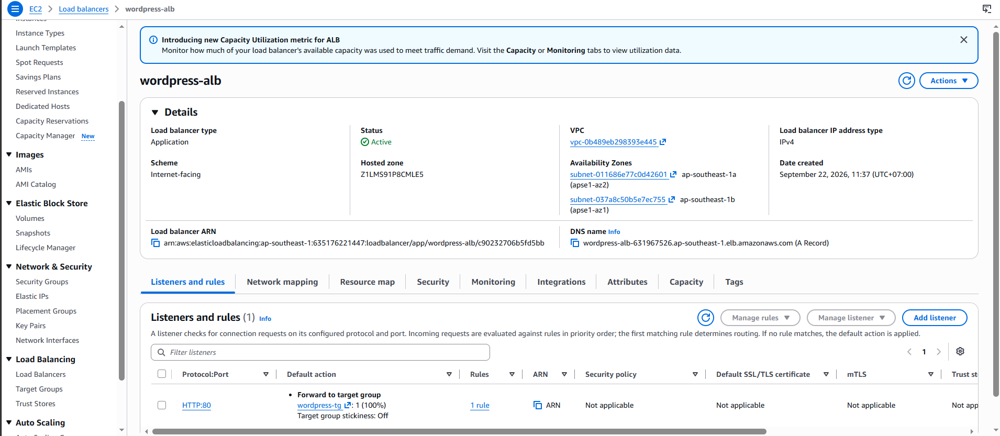 EC2 > Load balancers > wordpress-alb
Instances
Instance Types
Launch Templates
Spot Requests
Savings Plans
Reserved Instances
Dedicated Hosts
Capacity Reservations
Capacity Manager New
Images
AMIs
AMI Catalog
Elastic Block Store
Volumes
Snapshots
Lifecycle Manager
Network & Security
Security Groups
Elastic IPs
Placement Groups
Key Pairs
Network Interfaces
Load Balancing
Load Balancers
Target Groups
Trust Stores
Auto Scaling
Introducing new Capacity Utilization metric for ALB
Monitor how much of your load balancer's available capacity was used to meet traffic demand. Visit the Capacity or Monitoring tabs to view utilization data.
wordpress-alb
Actions
Details
Load balancer type
Application
Status
Active
VPC
vpc-0b489eb298393e445
Load balancer IP address type
IPv4
Scheme
Internet-facing
Hosted zone
Z1LMS91P8CMLE5
Availability Zones
subnet-011686e77c0d42601 ap-southeast-1a
(apse1-az2)
subnet-037a8c50b5e7ec755 ap-southeast-1b
(apse1-az1)
Date created
September 22, 2026, 11:37 (UTC+07:00)
Load balancer ARN
arn:aws:elasticloadbalancing:ap-southeast-1:635176221447:loadbalancer/app/wordpress-alb/c90232706b5fd5bb
DNS name Info
wordpress-alb-631967526.ap-southeast-1.elb.amazonaws.com (A Record)
Listeners and rules Network mapping Resource map Security Monitoring Integrations Attributes Capacity Tags
Listeners and rules (1) Info
Manage rules Manage listener Add listener
A listener checks for connection requests on its configured protocol and port. Incoming requests are evaluated against rules in priority order; the first matching rule determines routing. If no rule matches, the default action is applied.
Filter listeners
1
Protocol:Port Default action Rules ARN Security policy Default SSL/TLS certificate mTLS Trust st
• Forward to target group
HTTP:80 wordpress-tg : 1 (100%) 1 rule ARN Not applicable Not applicable Not applicable Not app
Target group stickiness: Off